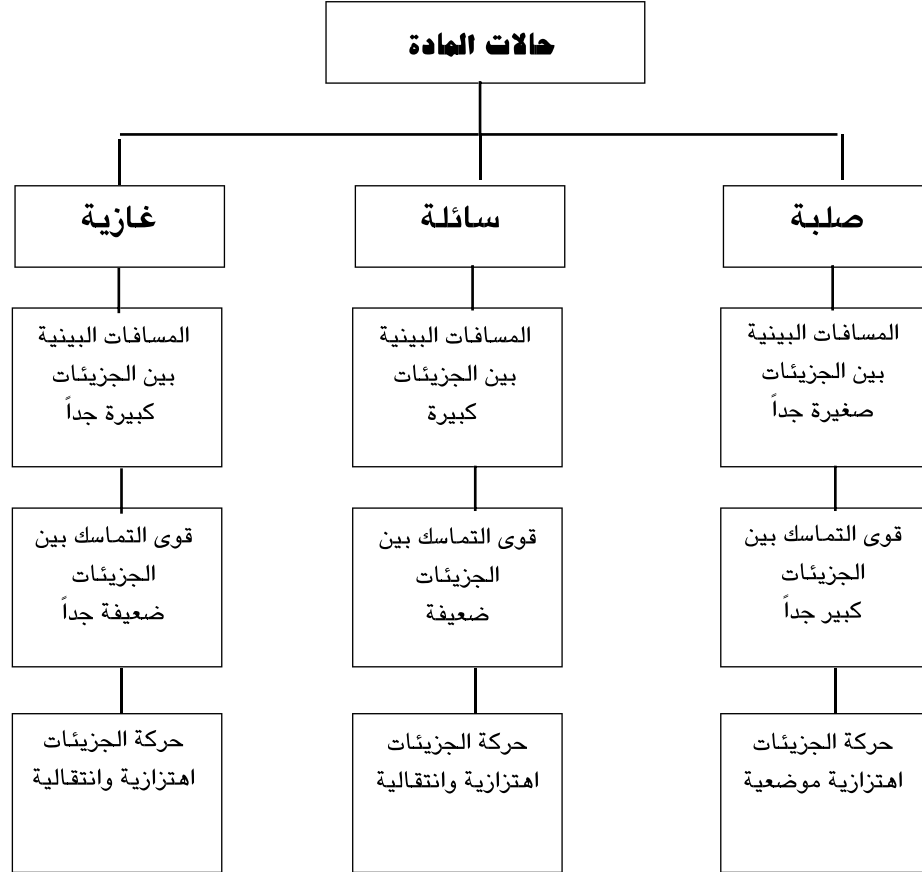 حالات المادة
صلبة
سائلة
غازية
المسافات البينية
بين الجزيئات
صغيرة جداً
المسافات البينية
بين الجزيئات
كبيرة
المسافات البينية
بين الجزيئات
كبيرة جداً
قوى التماسك بين
الجزيئات
كبير جداً
قوى التماسك بين
الجزيئات
ضعيفة
قوى التماسك بين
الجزيئات
ضعيفة جداً
حركة الجزيئات
اهتزازية موضعية
حركة الجزيئات
اهتزازية وانتقالية
حركة الجزيئات
اهتزازية وانتقالية